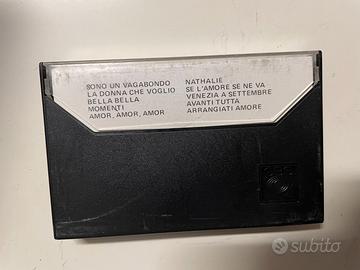 SONO UN VAGABONDO
LA DONNA CHE VOGLIO
BELLA BELLA
MOMENTI
AMOR, AMOR, AMOR
NATHALIE
SE L'AMORE SE NE VA
VENEZIA A SETTEMBRE
AVANTI TUTTA
ARRANGIATI AMORE
subito